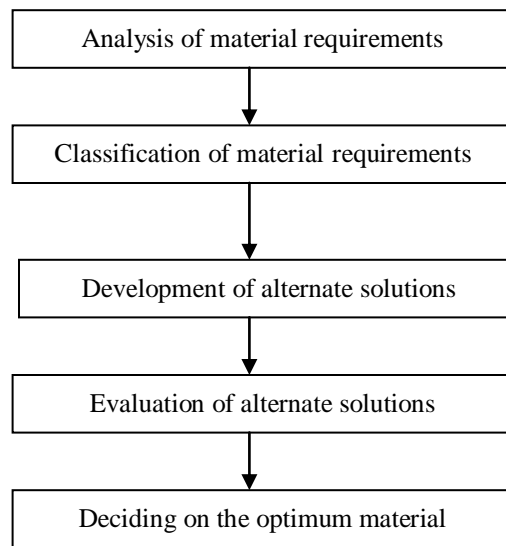 Analysis of material requirements
Classification of material requirements
Development of alternate solutions
Evaluation of alternate solutions
Deciding on the optimum material